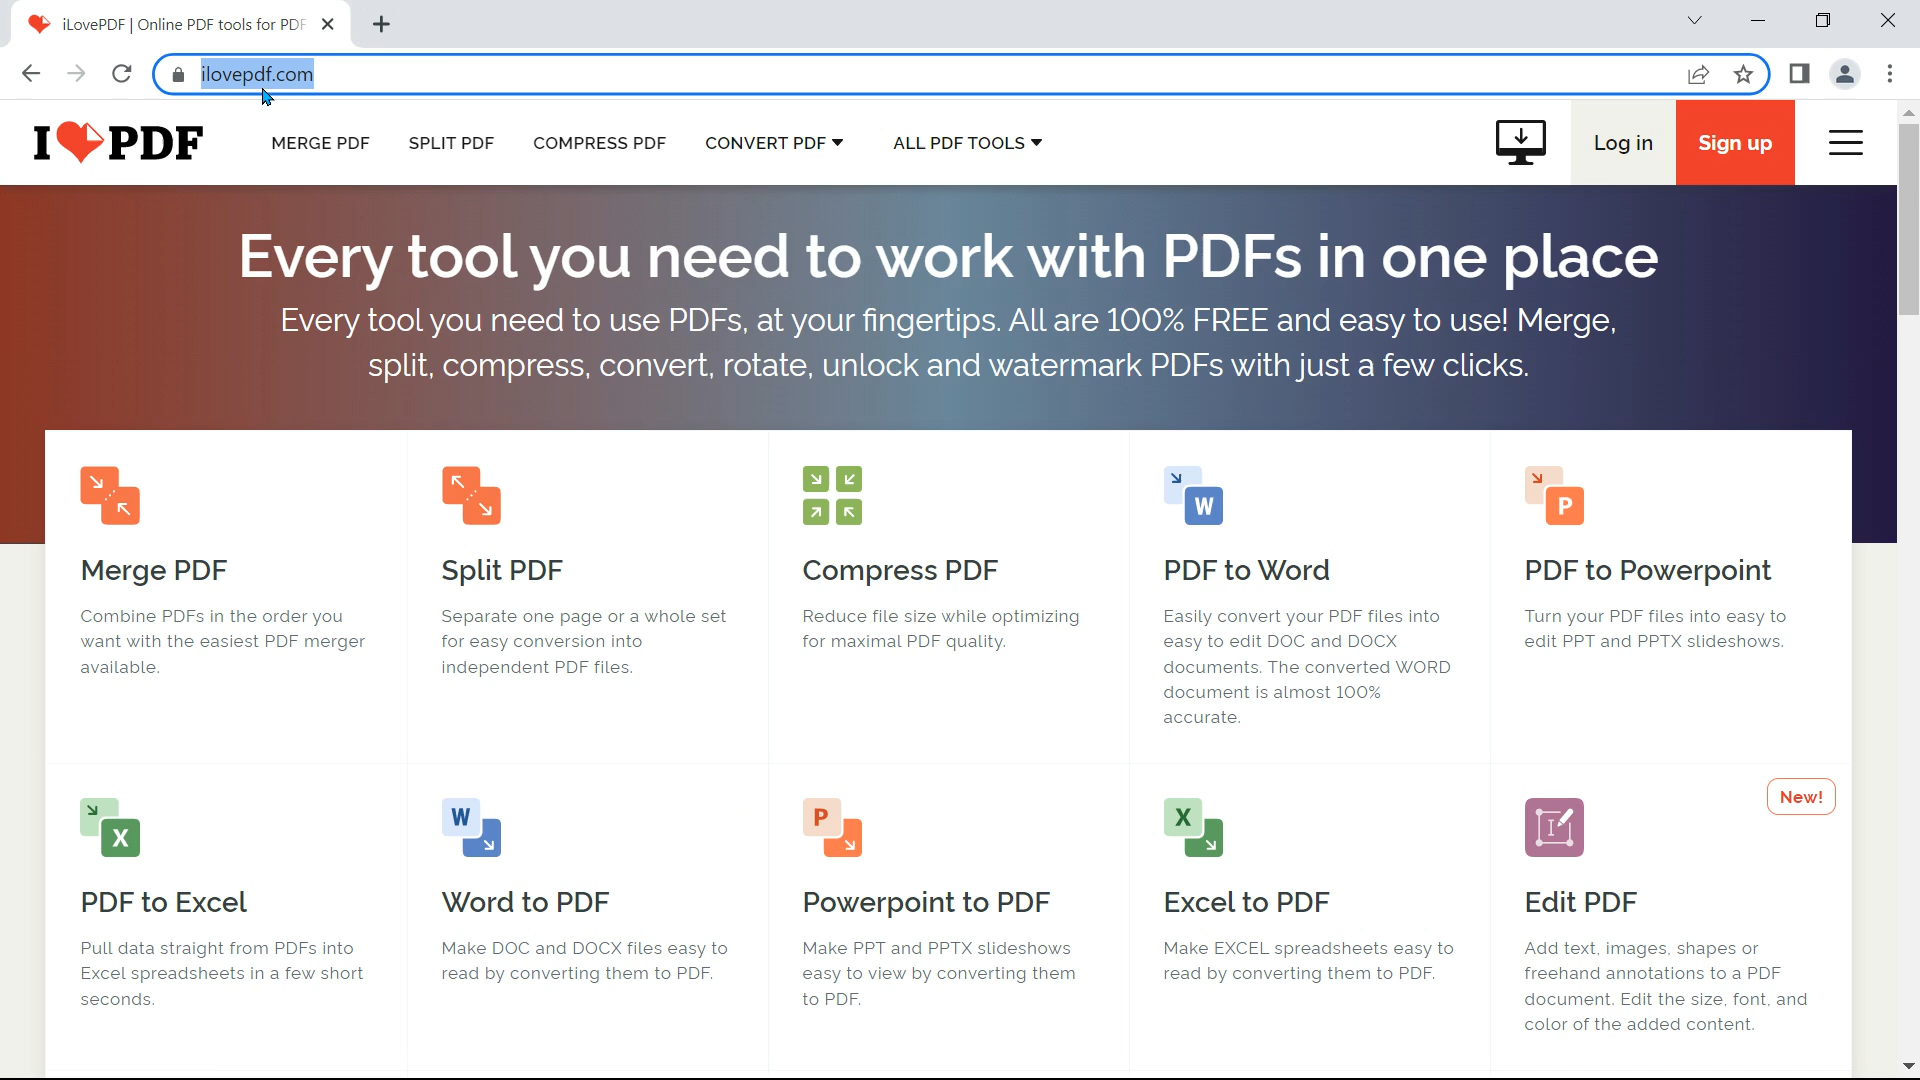 iLovePDF | Online PDF tools for PDF
ilovepdf.com
I PDF
MERGE PDF
SPLIT PDF
COMPRESS PDF
CONVERT PDF
ALL PDF TOOLS
Log in
Sign up
Every tool you need to work with PDFs in one place
Every tool you need to use PDFs, at your fingertips. All are 100% FREE and easy to use! Merge,
split, compress, convert, rotate, unlock and watermark PDFs with just a few clicks.
Merge PDF
Combine PDFs in the order you
want with the easiest PDF merger
available.
Split PDF
Separate one page or a whole set
for easy conversion into
independent PDF files.
Compress PDF
Reduce file size while optimizing
for maximal PDF quality.
W
PDF to Word
Easily convert your PDF files into
easy to edit DOC and DOCX
documents. The converted WORD
document is almost 100%
accurate.
P
PDF to Powerpoint
Turn your PDF files into easy to
edit PPT and PPTX slideshows.
X
PDF to Excel
Pull data straight from PDFs into
Excel spreadsheets in a few short
seconds.
W
Word to PDF
Make DOC and DOCX files easy to
read by converting them to PDF.
P
Powerpoint to PDF
Make PPT and PPTX slideshows
easy to view by converting them
to PDF.
X
Excel to PDF
Make EXCEL spreadsheets easy to
read by converting them to PDF.
New!
Edit PDF
Add text, images, shapes or
freehand annotations to a PDF
document. Edit the size, font, and
color of the added content.